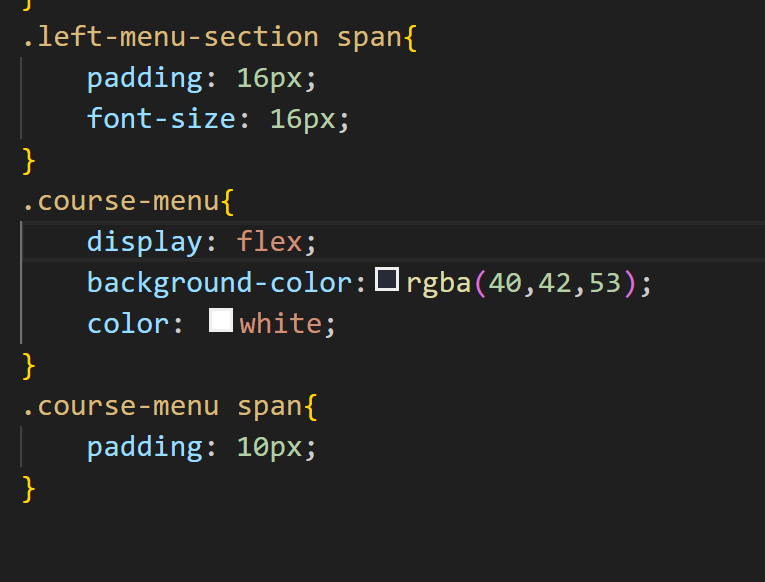 }
.left-menu-section span{
    padding: 16px;
    font-size: 16px;
}
.course-menu{
    display: flex;
    background-color: rgba(40,42,53);
    color: white;
}
.course-menu span{
    padding: 10px;
}